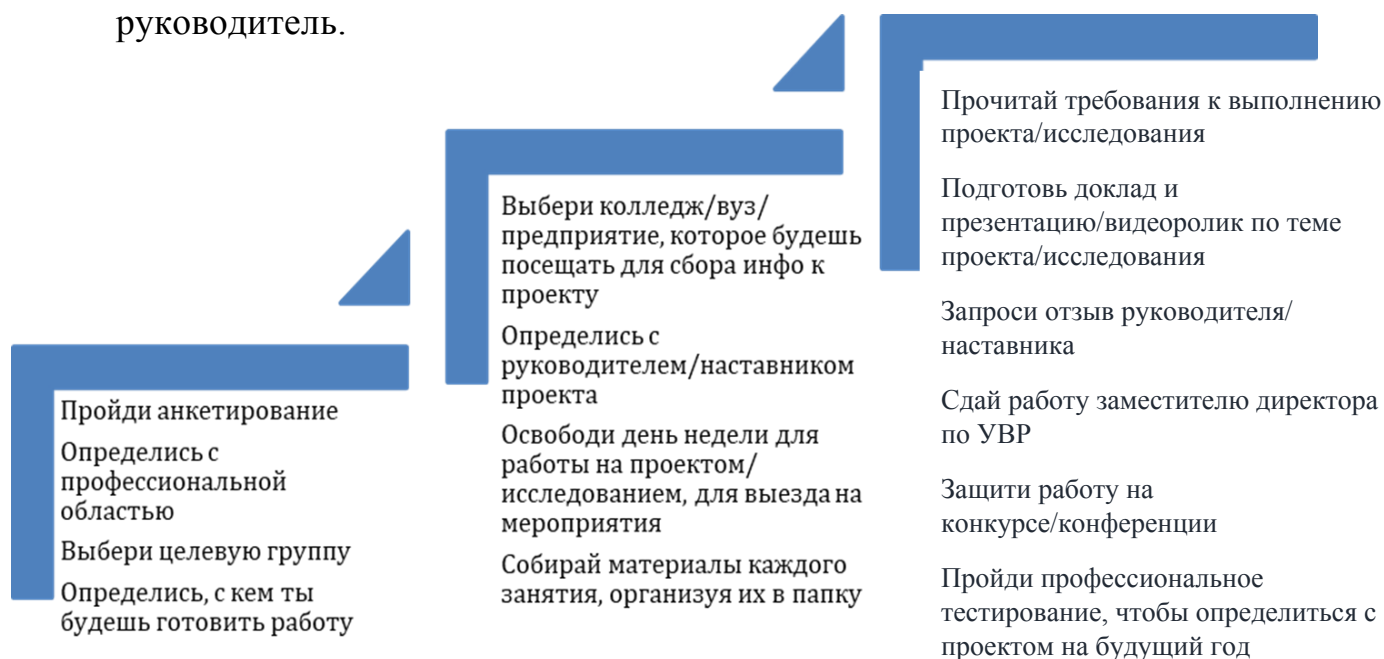 руководитель.
Пройди анкетирование
Определись с
профессиональной
областью
Выбери целевую группу
Определись, с кем ты
будешь готовить работу
Выбери колледж/вуз/
предприятие, которое будешь
посещать для сбора инфо к
проекту
Определись с
руководителем/наставником
проекта
Освободи день недели для
работы на проектом/
исследованием, для выезда на
мероприятия
Собирай материалы каждого
занятия, организуя их в папку
Прочитай требования к выполнению
проекта/исследования
Подготовь доклад и
презентацию/видеоролик по теме
проекта/исследования
Запроси отзыв руководителя/
наставника
Сдай работу заместителю директора
по УВР
Защити работу на
конкурсе/конференции
Пройди профессиональное
тестирование, чтобы определиться с
проектом на будущий год